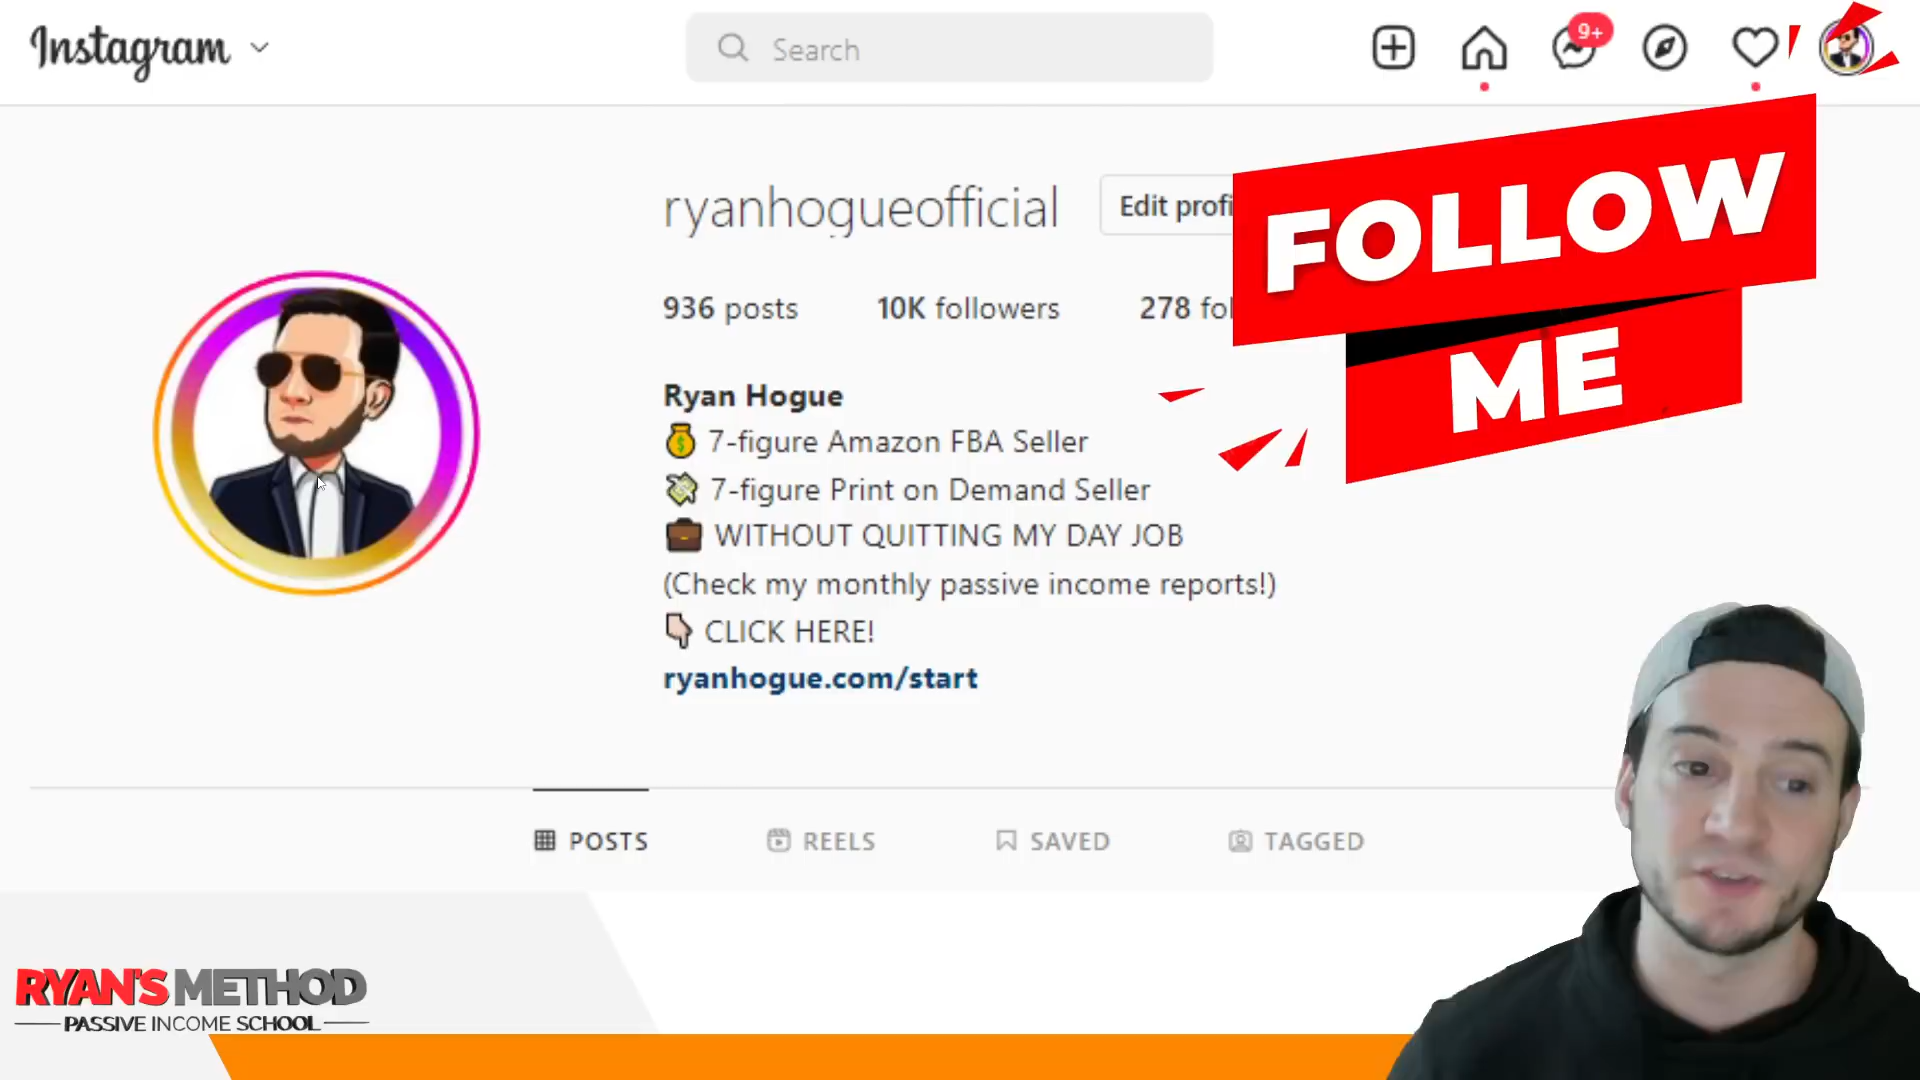 Instagram
Search
9+
ryanhogueofficial
Edit profi
936 posts
10K followers
278 fol
FOLLOW
ME
Ryan Hogue
7-figure Amazon FBA Seller
7-figure Print on Demand Seller
WITHOUT QUITTING MY DAY JOB
(Check my monthly passive income reports!)
CLICK HERE!
ryanhogue.com/start
POSTS
REELS
SAVED
TAGGED
RYAN'S METHOD
PASSIVE INCOME SCHOOL